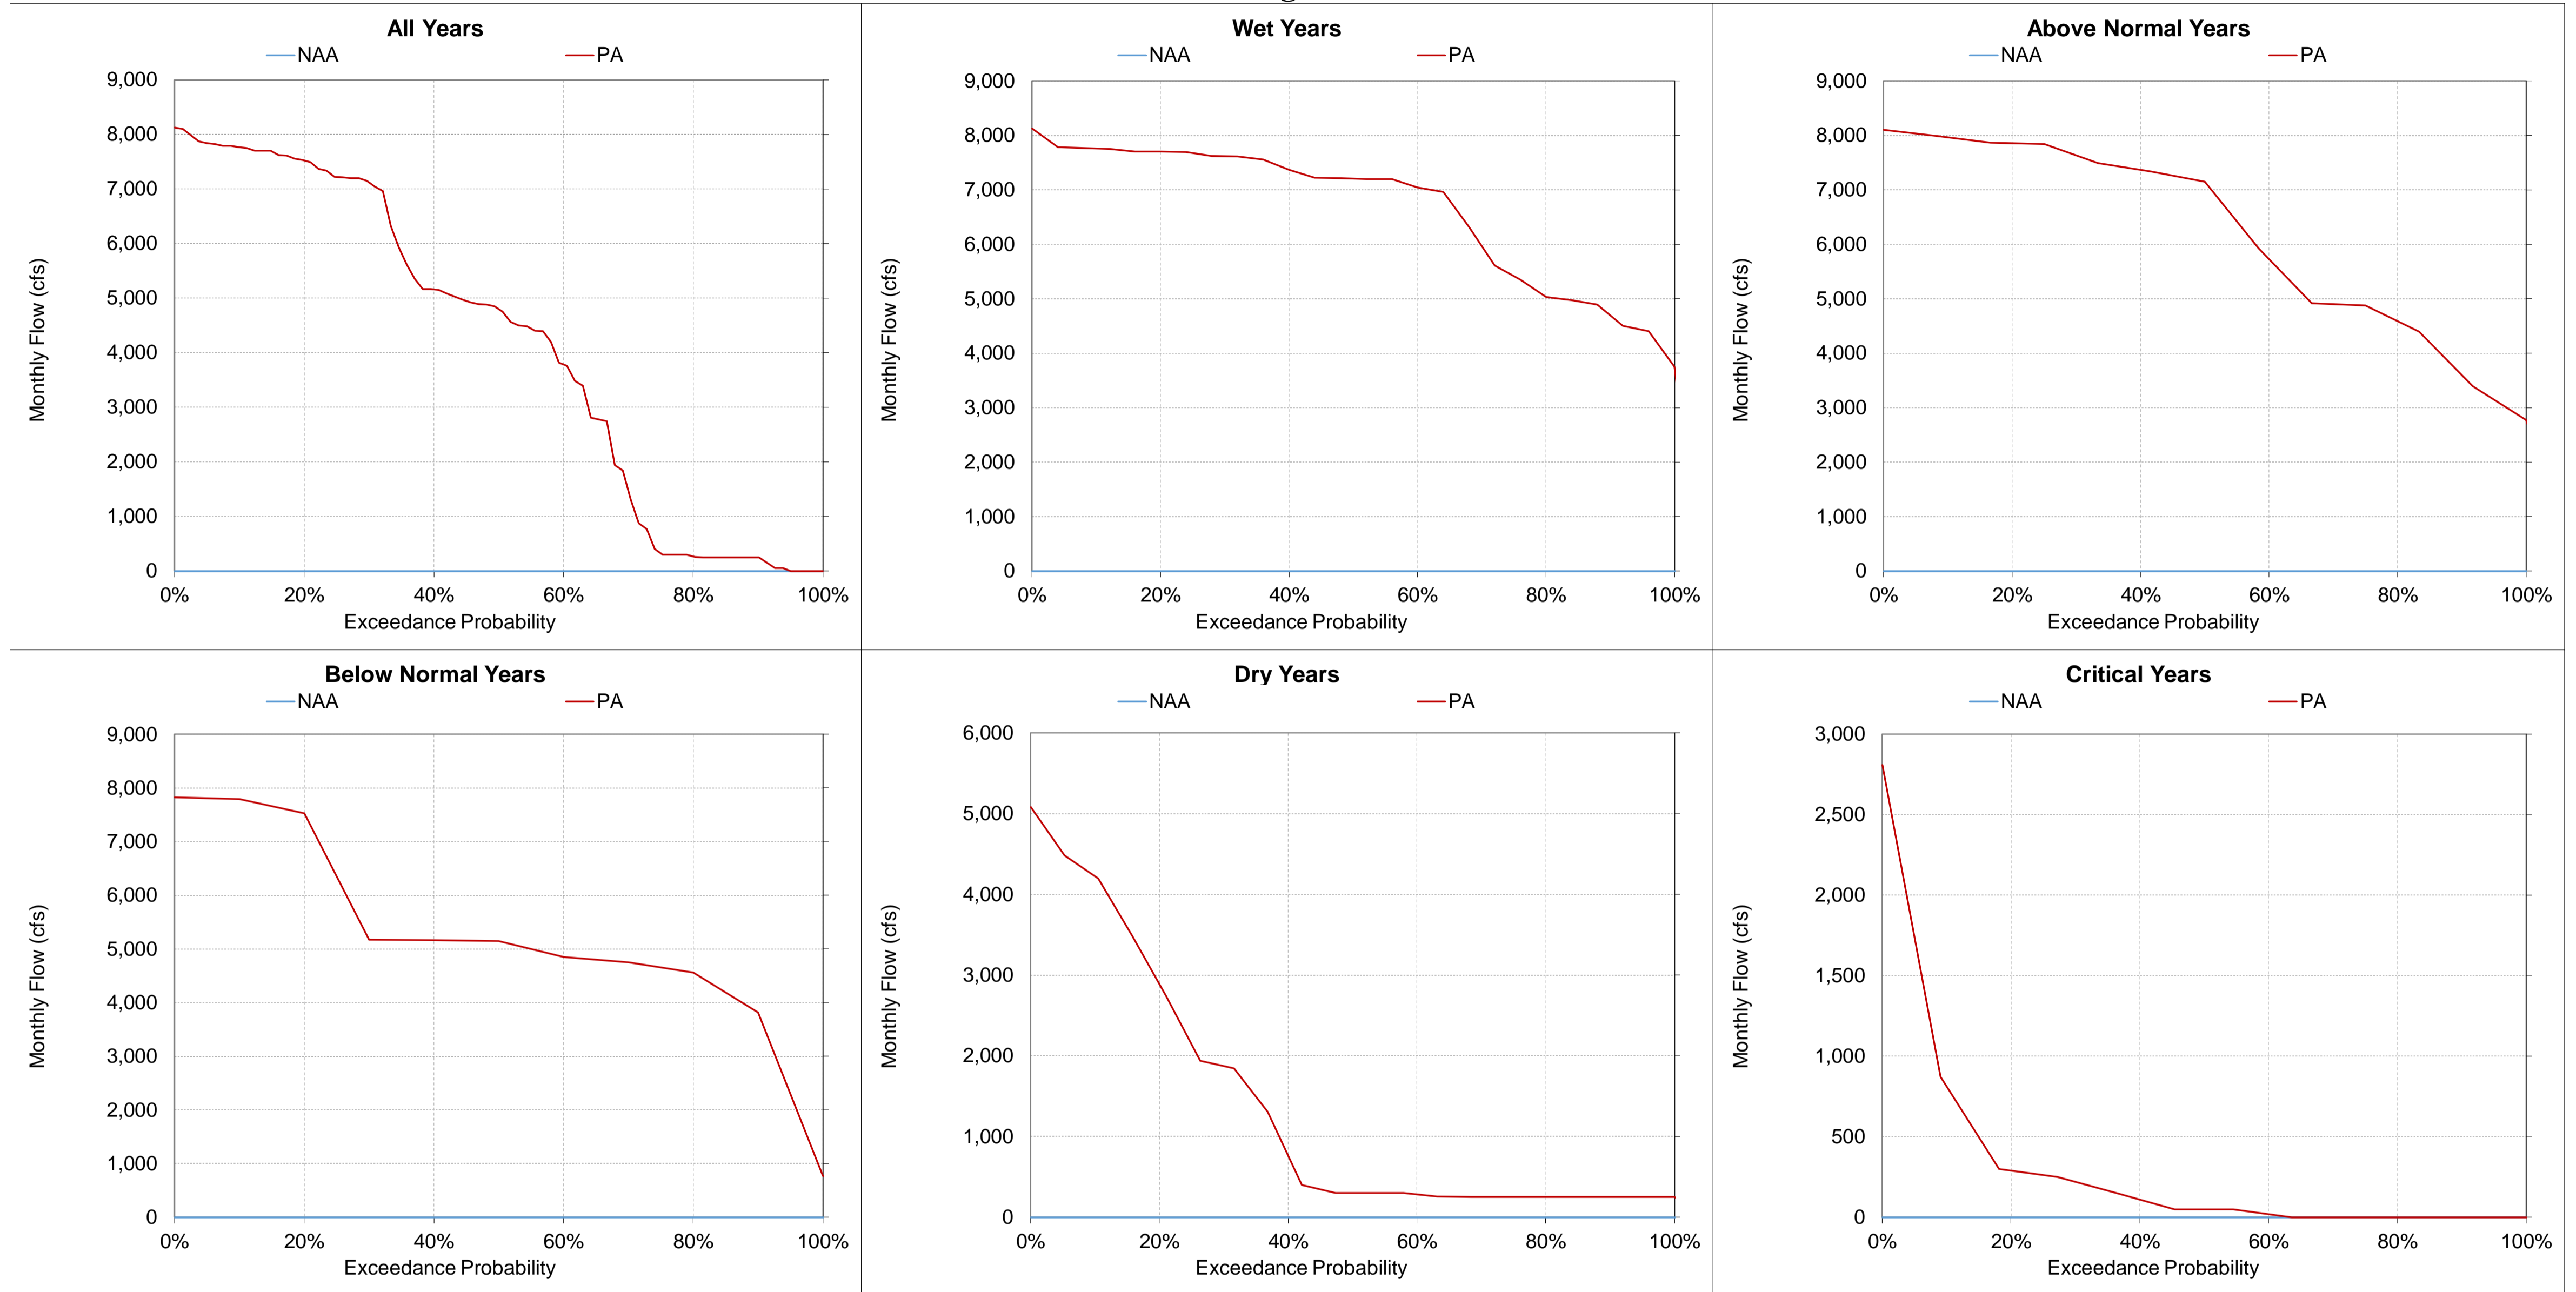 All Years
NAA PA
9,000
8,000
7,000
6,000
5,000
4,000
3,000
2,000
1,000
0
Monthly Flow (cfs)
0% 20% 40% 60% 80% 100%
Exceedance Probability
Wet Years
NAA PA
9,000
8,000
7,000
6,000
5,000
4,000
3,000
2,000
1,000
0
Monthly Flow (cfs)
0% 20% 40% 60% 80% 100%
Exceedance Probability
Above Normal Years
NAA PA
9,000
8,000
7,000
6,000
5,000
4,000
3,000
2,000
1,000
0
Monthly Flow (cfs)
0% 20% 40% 60% 80% 100%
Exceedance Probability
Below Normal Years
NAA PA
9,000
8,000
7,000
6,000
5,000
4,000
3,000
2,000
1,000
0
Monthly Flow (cfs)
0% 20% 40% 60% 80% 100%
Exceedance Probability
Dry Years
NAA PA
6,000
5,000
4,000
3,000
2,000
1,000
0
Monthly Flow (cfs)
0% 20% 40% 60% 80% 100%
Exceedance Probability
Critical Years
NAA PA
3,000
2,500
2,000
1,500
1,000
500
0
Monthly Flow (cfs)
0% 20% 40% 60% 80% 100%
Exceedance Probability